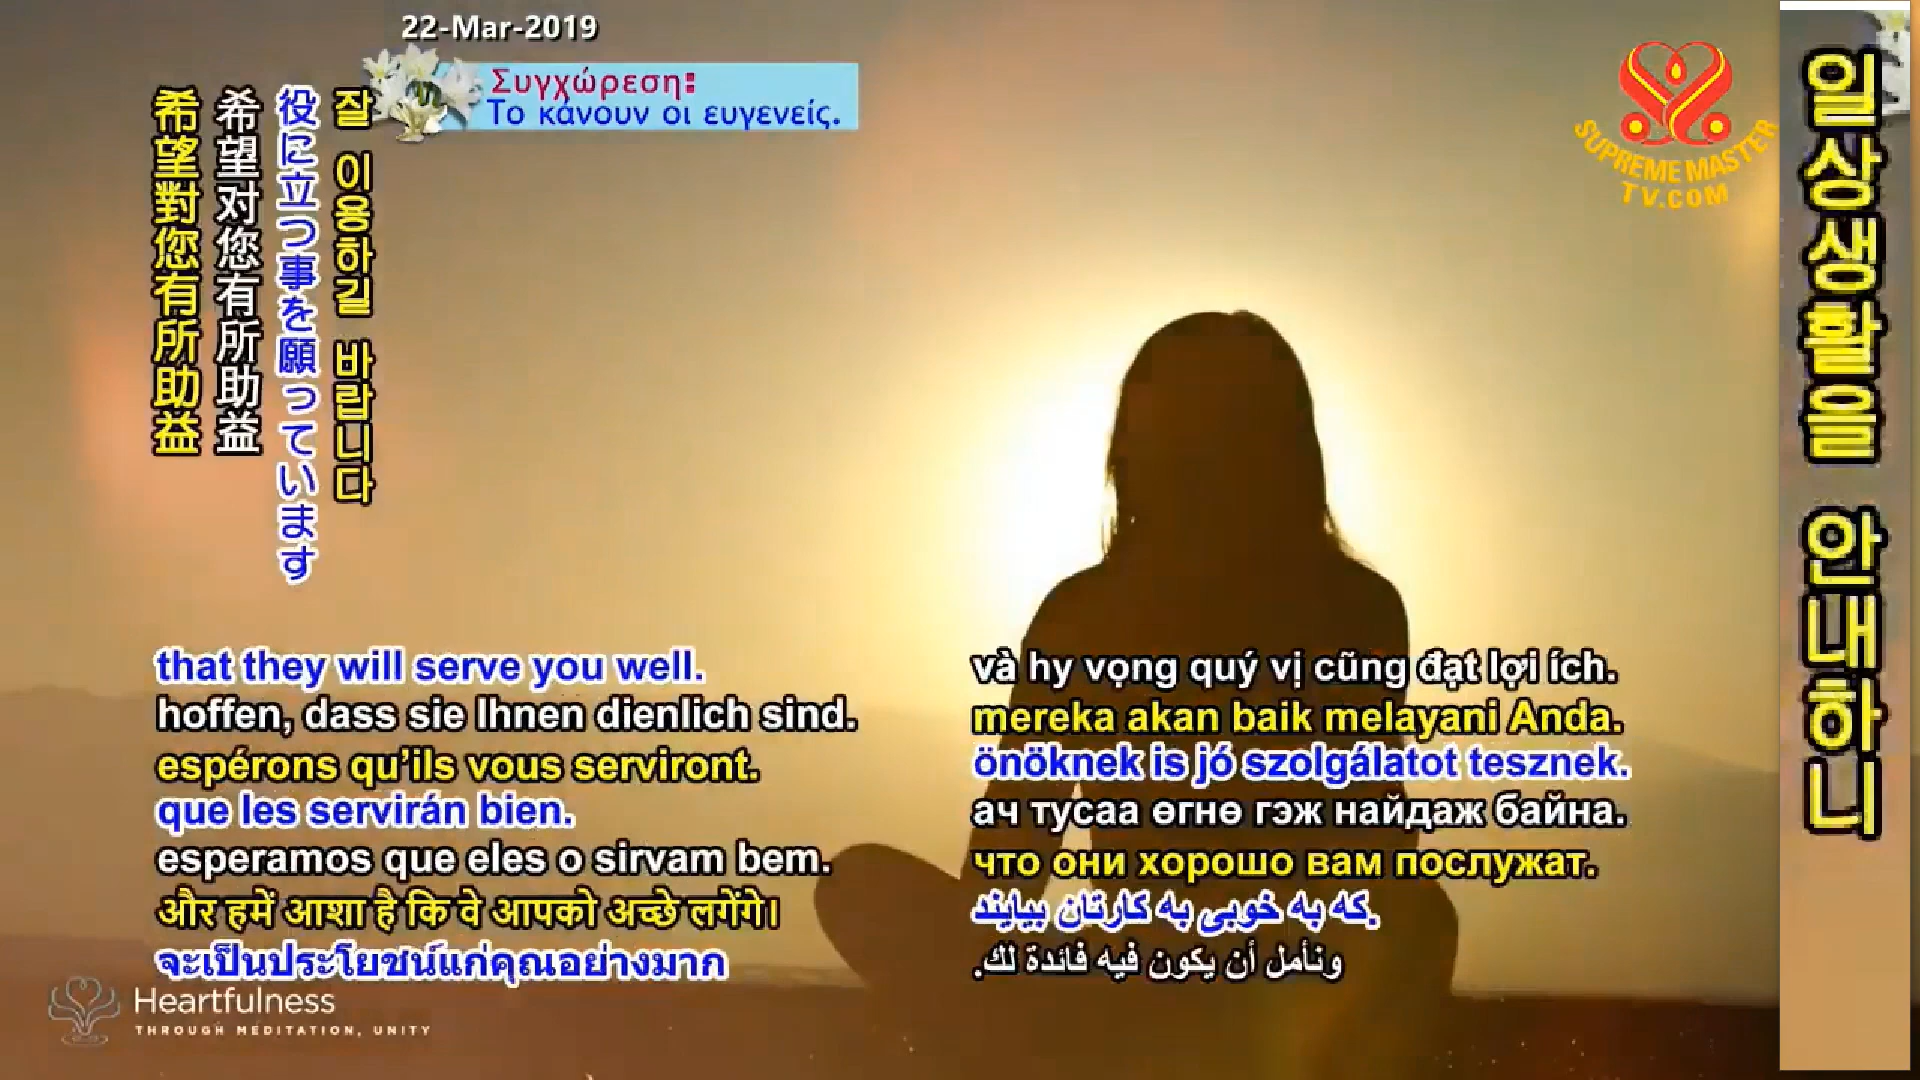 22-Mar-2019
Συγχώρεση:
Το κάνουν οι ευγενείς.
SUPREME MASTER
TV.COM
希望對您有所助益
希望对您有所助益
役に立つ事を願っています
잘 이용하길 바랍니다
일상생활을 안내하니
that they will serve you well.
hoffen, dass sie Ihnen dienlich sind.
espérons qu’ils vous serviront.
que les servirán bien.
esperamos que eles o sirvam bem.
और हमें आशा है कि वे आपको अच्छे लगेंगे।
จะเป็นประโยชน์แก่คุณอย่างมาก
và hy vọng quý vị cũng đạt lợi ích.
mereka akan baik melayani Anda.
önöknek is jó szolgálatot tesznek.
ач тусаа өгнө гэж найдаж байна.
что они хорошо вам послужат.
که به خوبی به کارتان بیایند.
ونأمل أن يكون فيه فائدة لك.
Heartfulness
THROUGH MEDITATION, UNITY